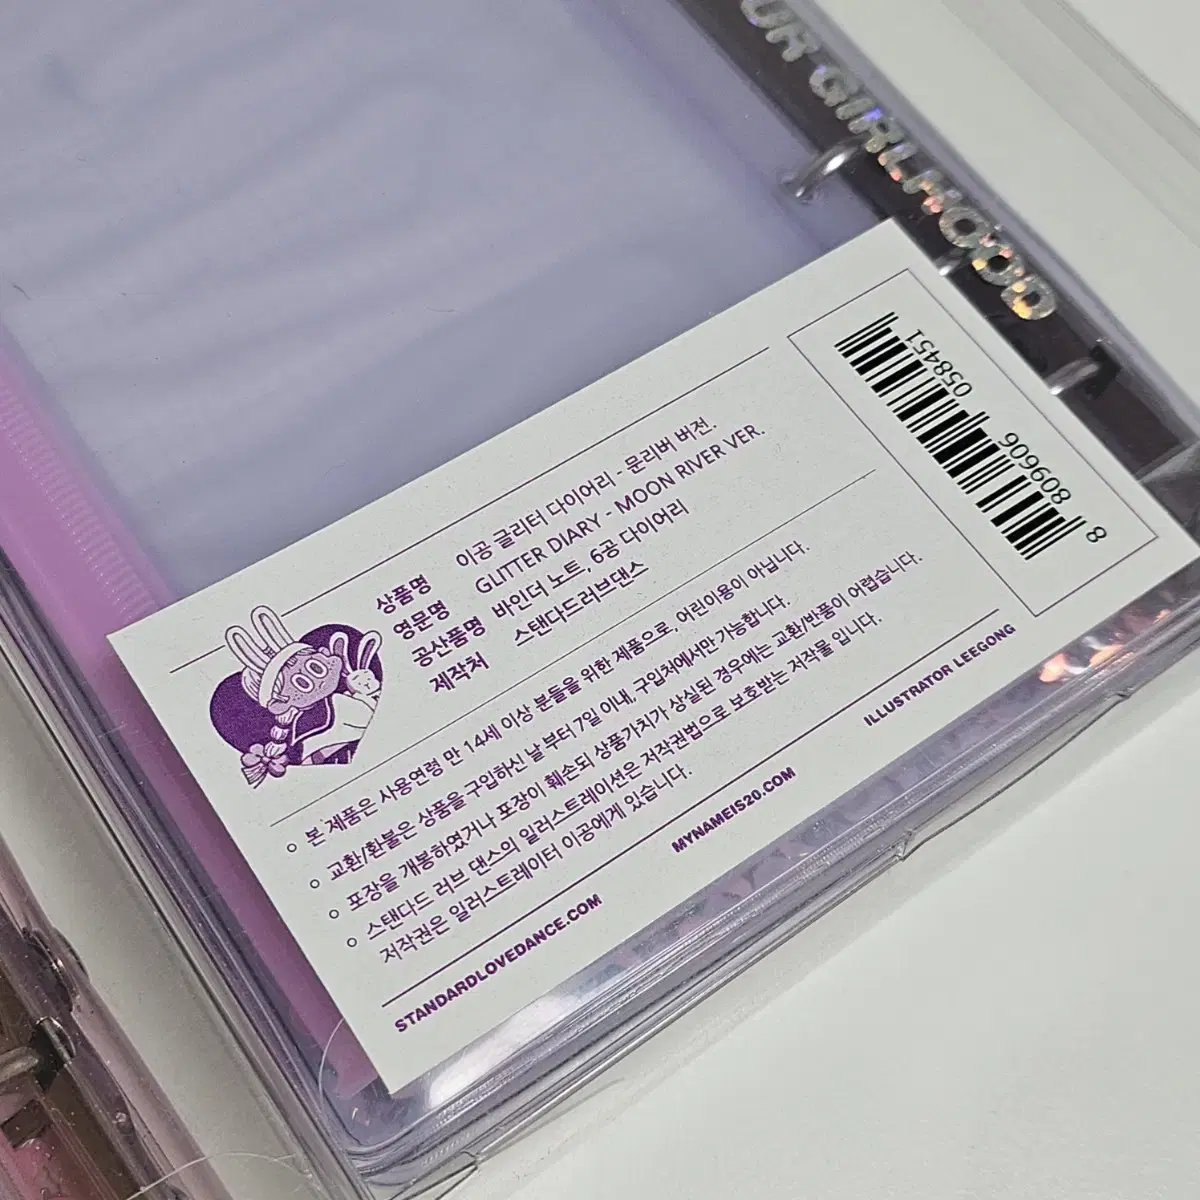 UR GIRLHOOD
상품명 이공 글리터 다이어리 - 문리버 버전.
영문명 GLITTER DIARY - MOON RIVER VER.
공산품명 바인더 노트, 6공 다이어리
제작처 스탠다드러브댄스
8 809606 058451
본 제품은 사용연령 만 14세 이상 분들을 위한 제품으로, 어린이용이 아닙니다.
교환/환불은 상품을 구입하신 날 부터 7일 이내, 구입처에서만 가능합니다.
포장을 개봉하였거나 포장이 훼손되 상품가치가 상실된 경우에는 교환/반품이 어렵습니다.
스탠다드 러브 댄스의 일러스트레이션은 저작권법으로 보호받는 저작물 입니다.
저작권은 일러스트레이터 이공에게 있습니다.
STANDARDLOVEDANCE.COM
MYNAMEIS20.COM
ILLUSTRATOR LEEGONG